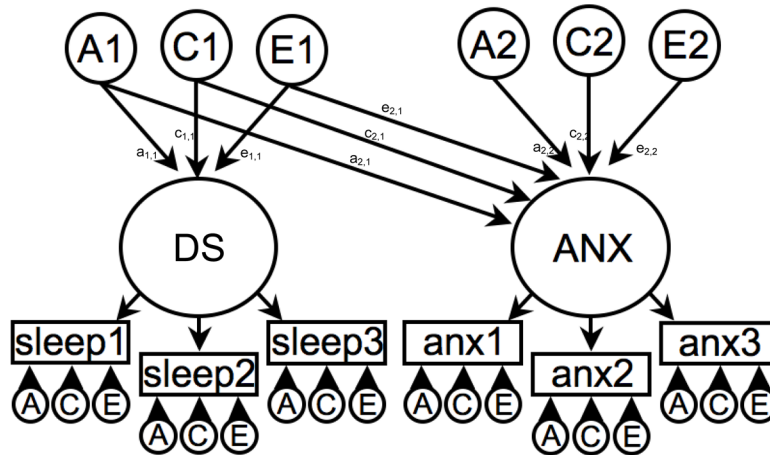 A1 C1 E1 A2 C2 E2
e2,1
c1,1 c2,1 c2,2
a1,1 e1,1 a2,1 a2,2 e2,2
DS ANX
sleep1 sleep3 anx1 anx3
sleep2 anx2
A C E A C E A C E A C E
A C E A C E